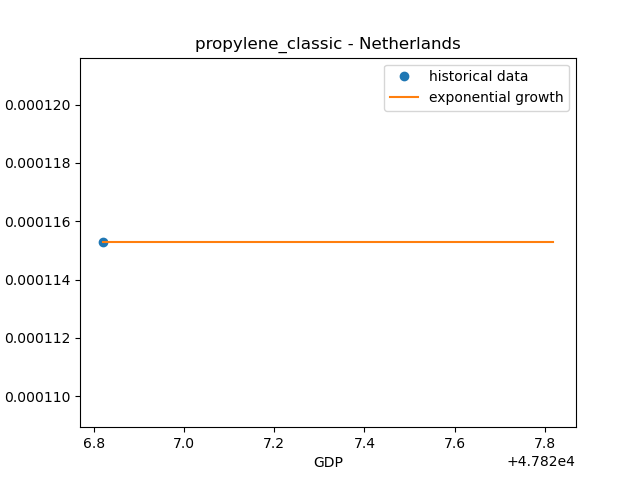 propylene_classic - Netherlands
historical data
exponential growth
0.000120
0.000118
0.000116
0.000114
0.000112
0.000110
6.8 7.0 7.2 7.4 7.6 7.8
GDP
+4.782e4